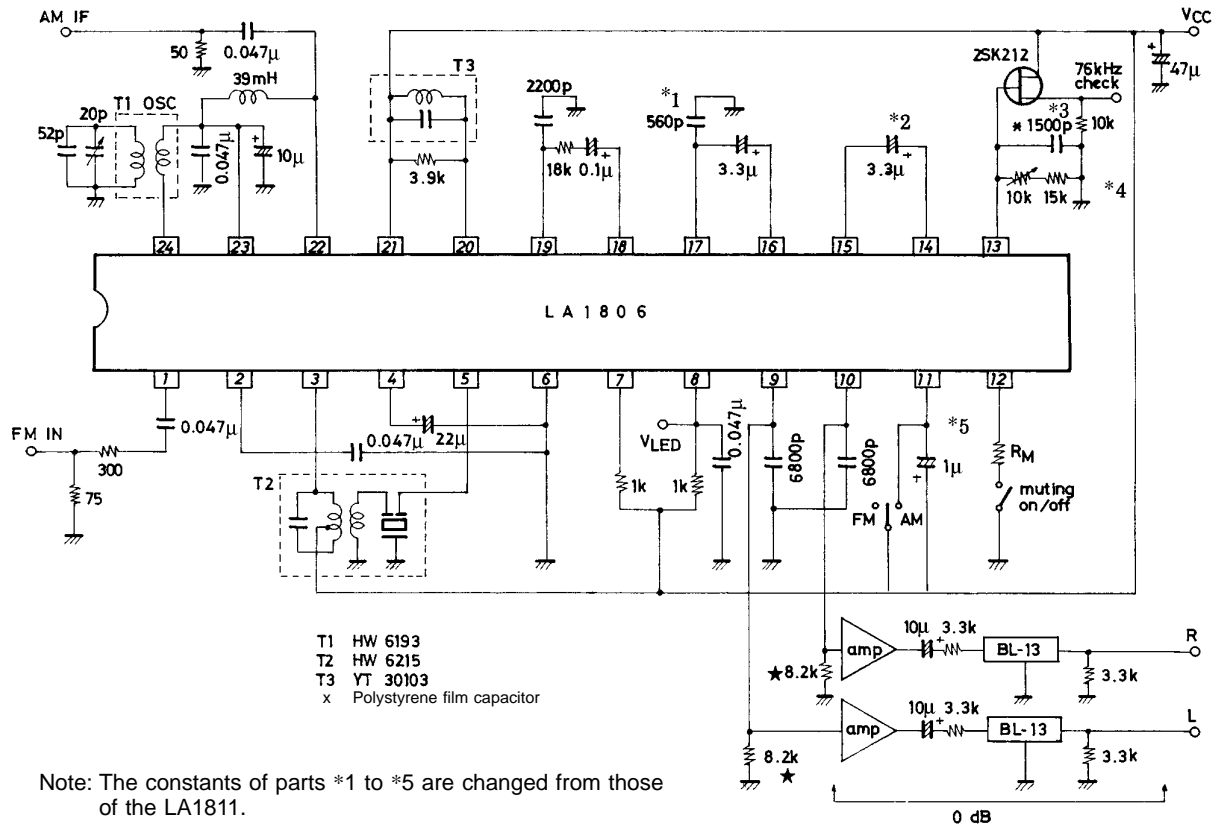 AM IF
VCC
50
0.047µ
39mH
T1 OSC
20p
52p
0.047µ
10µ
T3
3.9k
2200p
18k
0.1µ
*1
560p
3.3µ
*2
3.3µ
2SK212
76kHz
check
*3
* 1500p
10k
10k
15k
*4
47µ
24
23
22
21
20
19
18
17
16
15
14
13
LA1806
1
2
3
4
5
6
7
8
9
10
11
12
FM IN
75
300
0.047µ
0.047µ
22µ
T2
1k
VLED
1k
0.047µ
6800p
6800p
*5
1µ
FM
AM
RM
muting
on/off
T1 HW 6193
T2 HW 6215
T3 YT 30103
x Polystyrene film capacitor
★8.2k
amp
10µ
3.3k
BL-13
3.3k
R
8.2k
★
amp
10µ
3.3k
BL-13
3.3k
L
0 dB
Note: The constants of parts *1 to *5 are changed from those
of the LA1811.